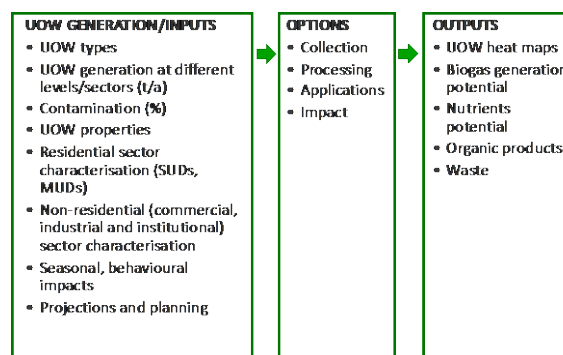 UOW GENERATION/INPUTS
• UOW types
• UOW generation at different
levels/sectors (t/a)
• Contamination (%)
• UOW properties
• Residential sector
characterisation (SUDs,
MUDs)
• Non-residential (commercial,
industrial and institutional)
sector characterisation
• Seasonal, behavioural
impacts
• Projections and planning
OPTIONS
• Collection
• Processing
• Applications
• Impact
OUTPUTS
• UOW heat maps
• Biogas generation
potential
• Nutrients
potential
• Organic products
• Waste